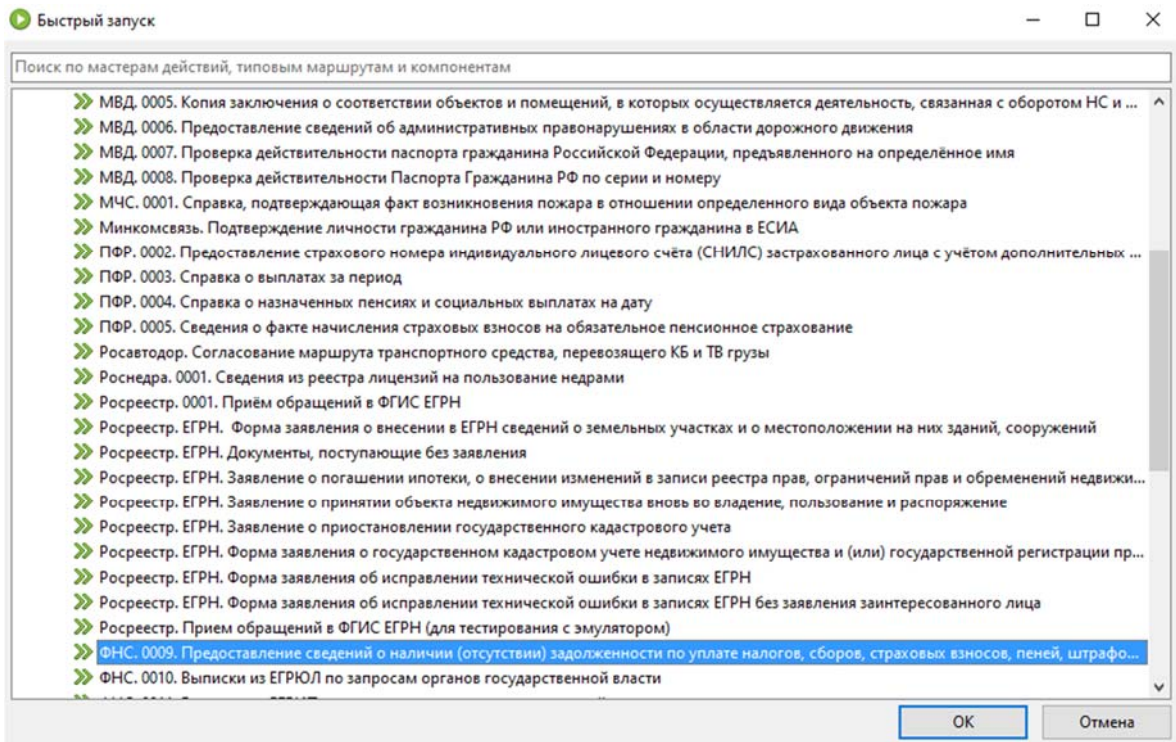 Быстрый запуск
Поиск по мастерам действий, типовым маршрутам и компонентам
МВД. 0005. Копия заключения о соответствии объектов и помещений, в которых осуществляется деятельность, связанная с оборотом НС и ...
МВД. 0006. Предоставление сведений об административных правонарушениях в области дорожного движения
МВД. 0007. Проверка действительности паспорта гражданина Российской Федерации, предъявленного на определённое имя
МВД. 0008. Проверка действительности Паспорта Гражданина РФ по серии и номеру
МЧС. 0001. Справка, подтверждающая факт возникновения пожара в отношении определенного вида объекта пожара
Минкомсвязь. Подтверждение личности гражданина РФ или иностранного гражданина в ЕСИА
ПФР. 0002. Предоставление страхового номера индивидуального лицевого счёта (СНИЛС) застрахованного лица с учётом дополнительных ...
ПФР. 0003. Справка о выплатах за период
ПФР. 0004. Справка о назначенных пенсиях и социальных выплатах на дату
ПФР. 0005. Сведения о факте начисления страховых взносов на обязательное пенсионное страхование
Росавтодор. Согласование маршрута транспортного средства, перевозящего КБ и ТВ грузы
Роснедра. 0001. Сведения из реестра лицензий на пользование недрами
Росреестр. 0001. Приём обращений в ФГИС ЕГРН
Росреестр. ЕГРН. Форма заявления о внесении в ЕГРН сведений о земельных участках и о местоположении на них зданий, сооружений
Росреестр. ЕГРН. Документы, поступающие без заявления
Росреестр. ЕГРН. Заявление о погашении ипотеки, о внесении изменений в записи реестра прав, ограничений прав и обременений недвижи...
Росреестр. ЕГРН. Заявление о принятии объекта недвижимого имущества вновь во владение, пользование и распоряжение
Росреестр. ЕГРН. Заявление о приостановлении государственного кадастрового учета
Росреестр. ЕГРН. Форма заявления о государственном кадастровом учете недвижимого имущества и (или) государственной регистрации пр...
Росреестр. ЕГРН. Форма заявления об исправлении технической ошибки в записях ЕГРН
Росреестр. ЕГРН. Форма заявления об исправлении технической ошибки в записях ЕГРН без заявления заинтересованного лица
Росреестр. Прием обращений в ФГИС ЕГРН (для тестирования с эмулятором)
ФНС. 0009. Предоставление сведений о наличии (отсутствии) задолженности по уплате налогов, сборов, страховых взносов, пеней, штрафо...
ФНС. 0010. Выписки из ЕГРЮЛ по запросам органов государственной власти
ОК
Отмена